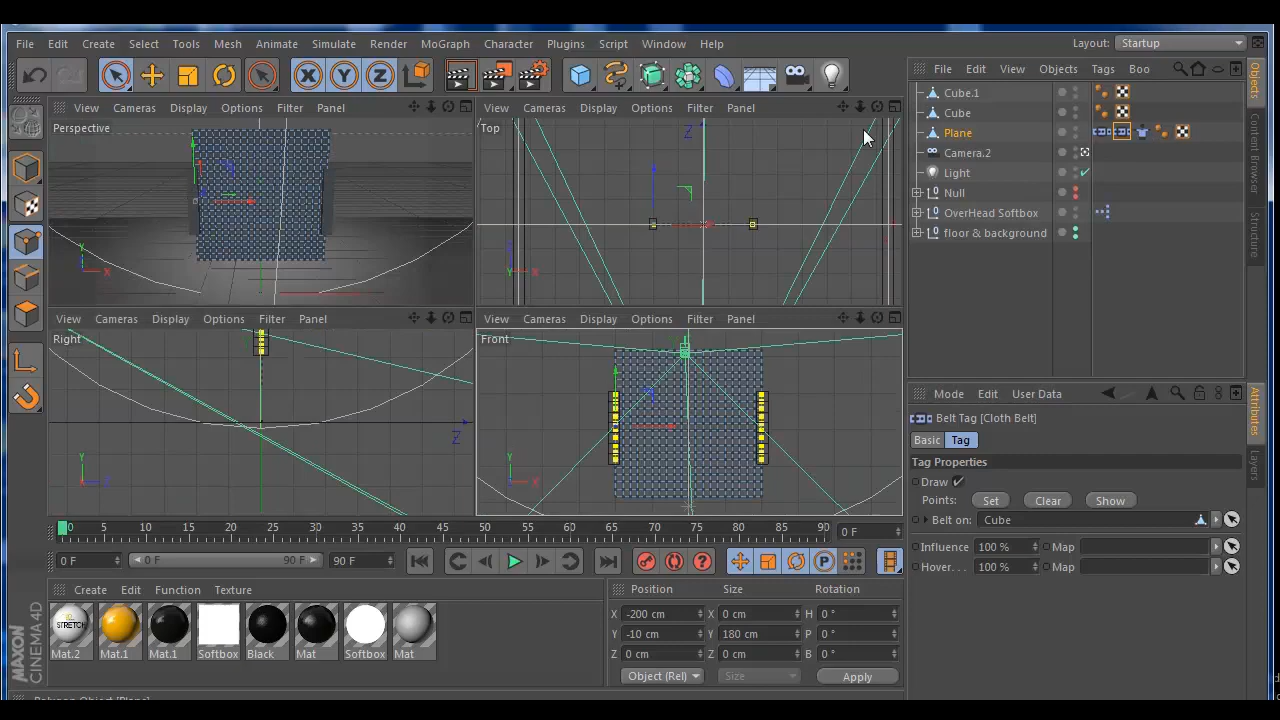 File Edit Create Select Tools Mesh Animate Simulate Render MoGraph Character Plugins Script Window Help Layout: Startup
File Edit View Objects Tags Boo
View Cameras Display Options Filter Panel
Perspective
View Cameras Display Options Filter Panel
Top
Z
Y X
Y X
View Cameras Display Options Filter Panel
Right
Z
Y Z
View Cameras Display Options Filter Panel
Front
Y X
Cube.1
Cube
Plane
Camera.2
Light
Null
OverHead Softbox
floor & background
Objects
Content Browser
Structure
Mode Edit User Data
Belt Tag [Cloth Belt]
Basic Tag
Tag Properties
Draw
Points: Set Clear Show
Belt on: Cube
Influence 100 % Map
Hover. . . 100 % Map
Attributes
Layers
0 5 10 15 20 25 30 35 40 45 50 55 60 65 70 75 80 85 90 0 F
0 F 0 F 90 F 90 F
Create Edit Function Texture
STRETCH
Mat.2 Mat.1 Mat.1 Softbox Black Mat Softbox Mat
Position Size Rotation
X -200 cm X 0 cm H 0 °
Y -10 cm Y 180 cm P 0 °
Z 0 cm Z 0 cm B 0 °
Object (Rel) Size Apply
MAXON CINEMA 4D